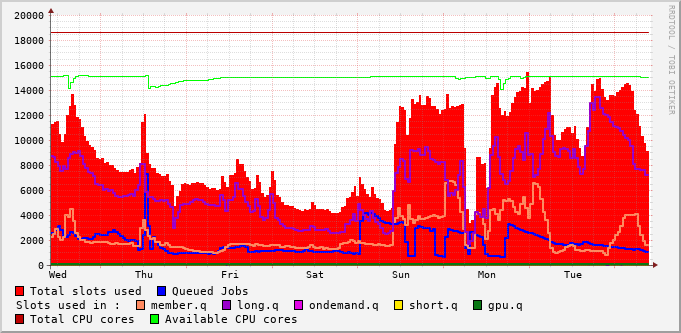 20000
18000
16000
14000
12000
10000
8000
6000
4000
2000
0
Wed Thu Fri Sat Sun Mon Tue
RRDTOOL / TOBI OETIKER
Total slots used Queued Jobs
Slots used in : member.q long.q ondemand.q short.q gpu.q
Total CPU cores Available CPU cores